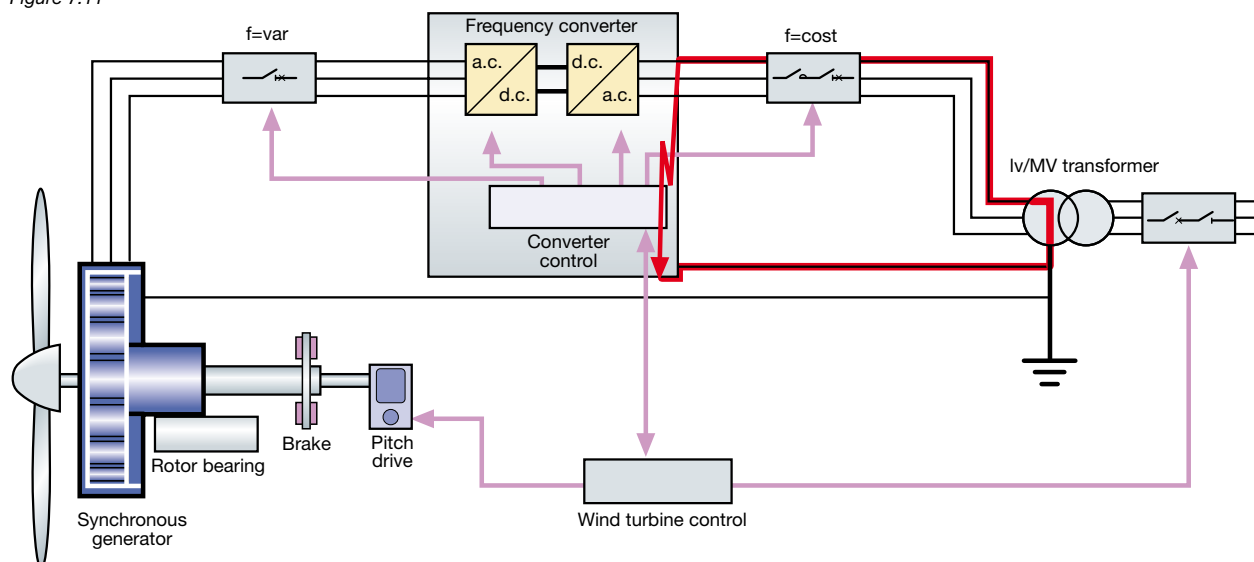 Figure 7.11
Frequency converter
f=var
f=cost
a.c.
d.c.
d.c.
a.c.
lv/MV transformer
Converter
control
Brake
Pitch
drive
Rotor bearing
Synchronous
generator
Wind turbine control